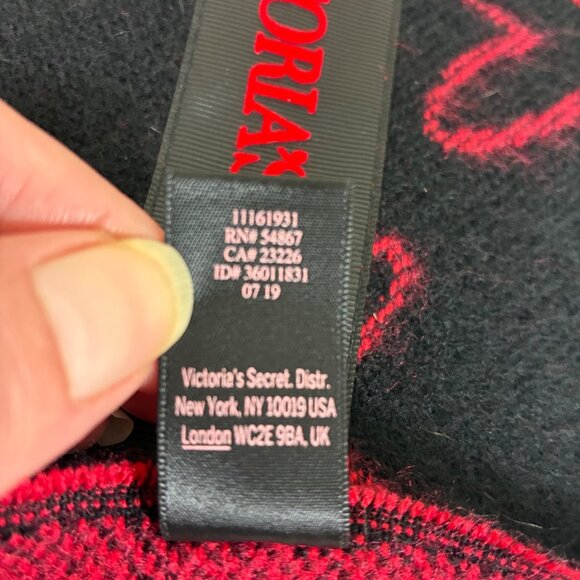 ORIA
11161931
RN# 54867
CA# 23226
ID# 36011831
07 19
Victoria's Secret. Distr.
New York, NY 10019 USA
London WC2E 9BA, UK